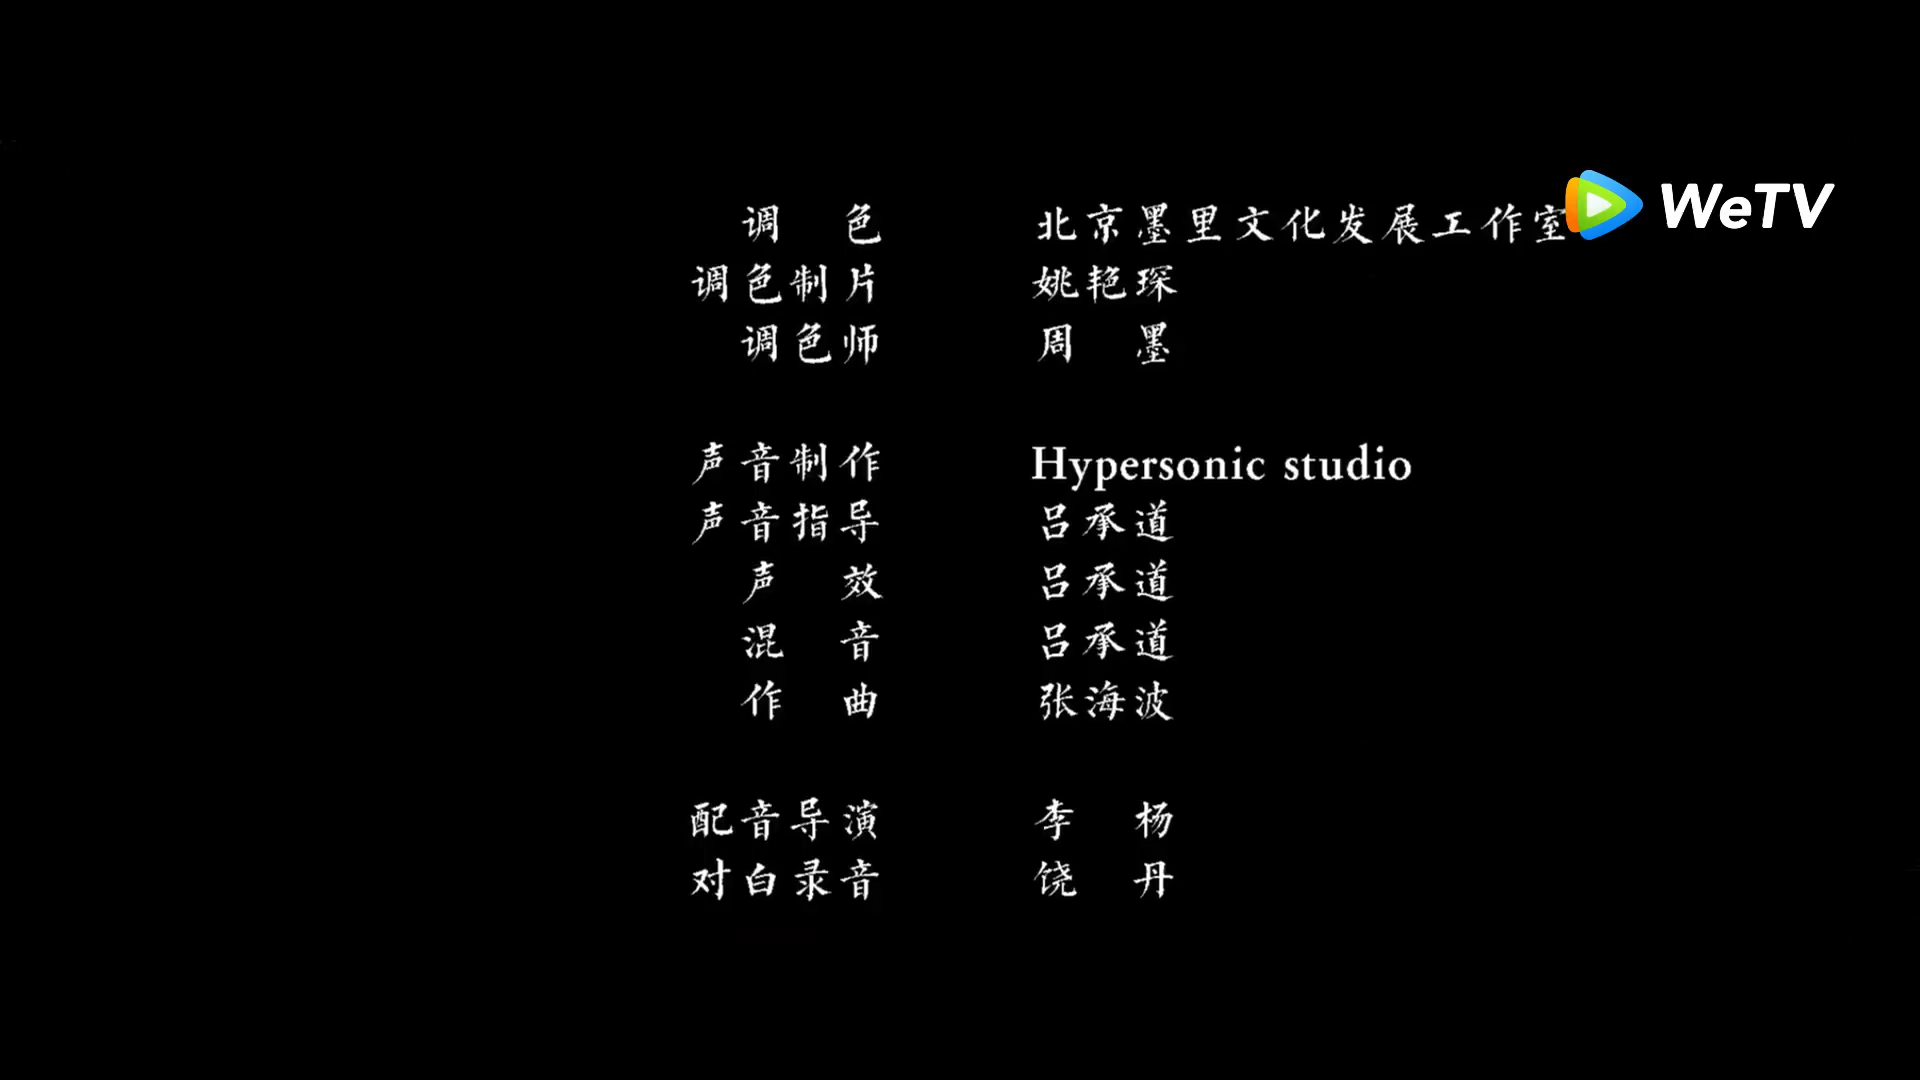 调 色 北京墨里文化发展工作室
WeTV
调色制片 姚艳琛
调色师 周 墨
声音制作 Hypersonic studio
声音指导 吕承道
声 效 吕承道
混 音 吕承道
作 曲 张海波
配音导演 李 杨
对白录音 饶 丹